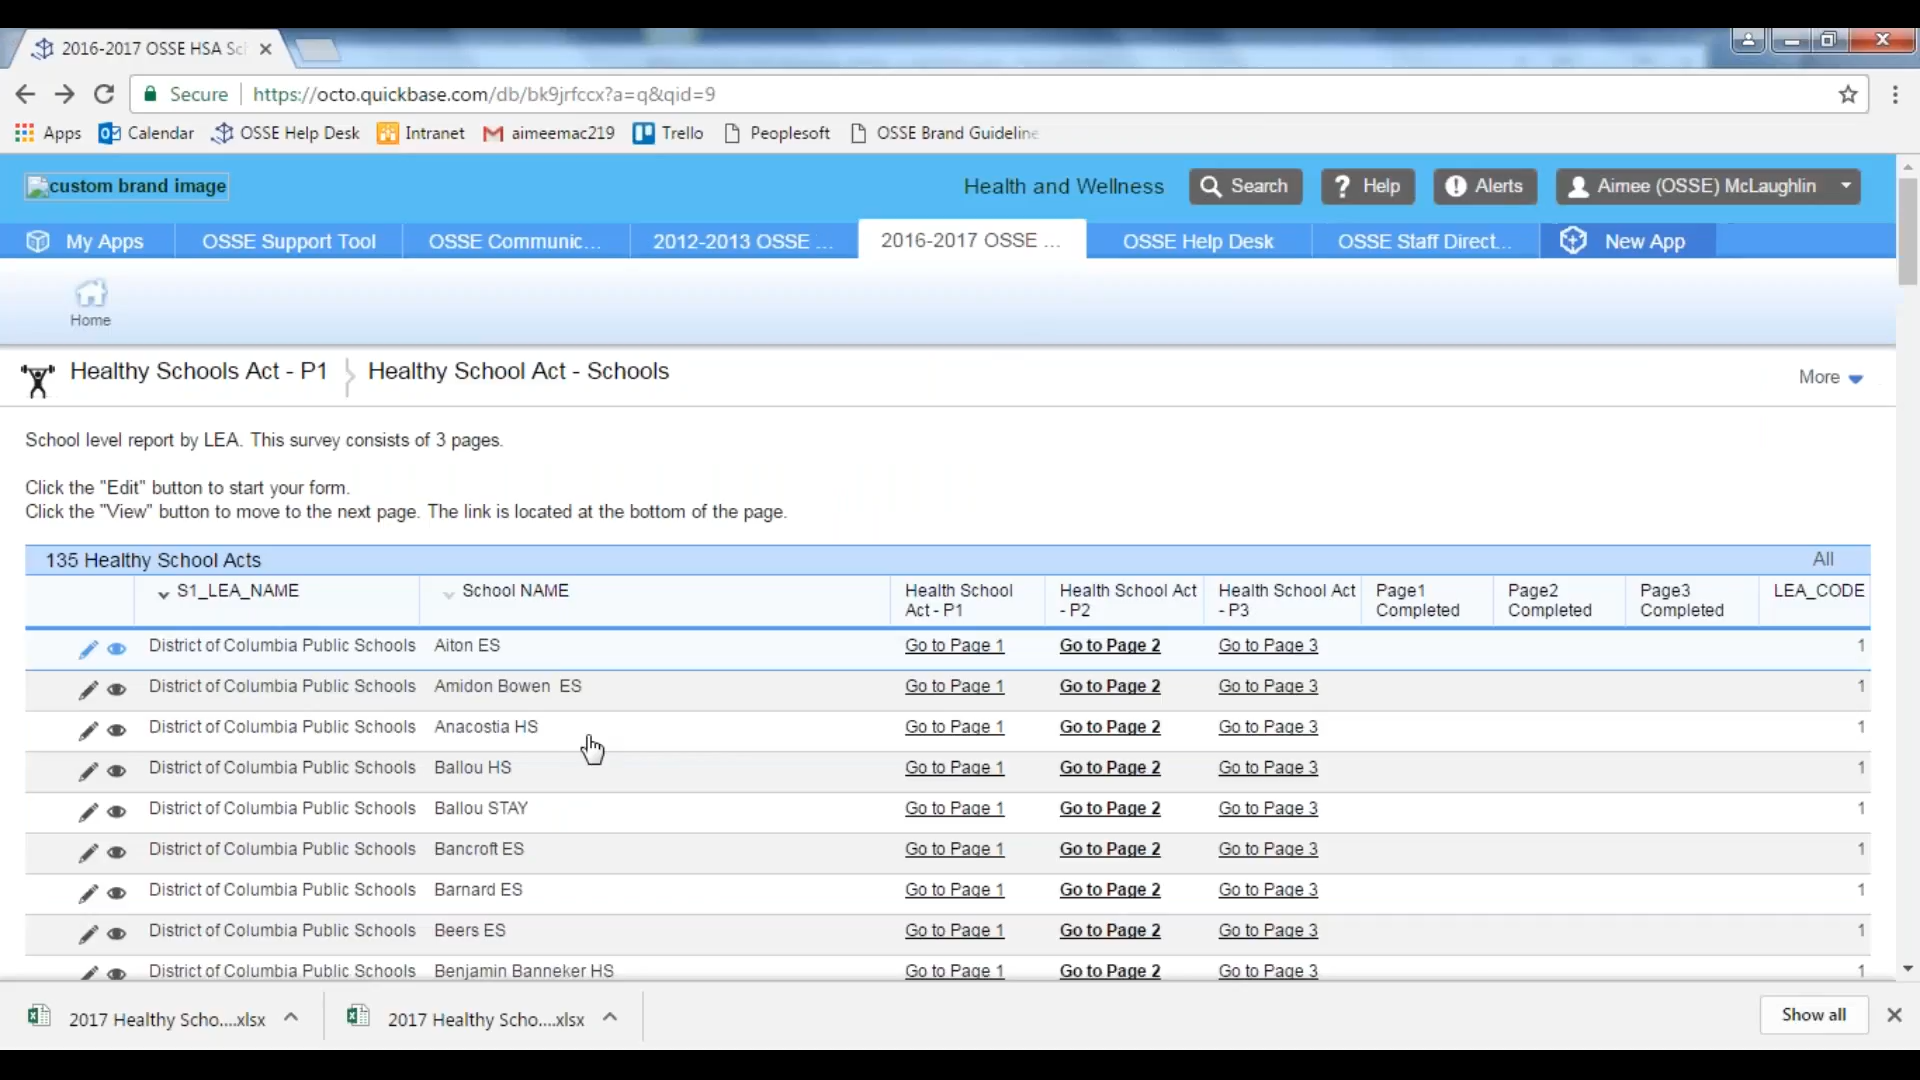 2016-2017 OSSE HSA Sc
Secure https://octo.quickbase.com/db/bk9jrfccx?a=q&qid=9
Apps Calendar OSSE Help Desk Intranet aimeemac219 Trello Peoplesoft OSSE Brand Guideline
custom brand image Health and Wellness Search Help Alerts Aimee (OSSE) McLaughlin
My Apps OSSE Support Tool OSSE Communic... 2012-2013 OSSE ... 2016-2017 OSSE ... OSSE Help Desk OSSE Staff Direct... New App
Home
Healthy Schools Act - P1 Healthy School Act - Schools More
School level report by LEA. This survey consists of 3 pages.
Click the "Edit" button to start your form.
Click the "View" button to move to the next page. The link is located at the bottom of the page.
135 Healthy School Acts All
S1_LEA_NAME School NAME Health School Act - P1 Health School Act - P2 Health School Act - P3 Page1 Completed Page2 Completed Page3 Completed LEA_CODE
District of Columbia Public Schools Aiton ES Go to Page 1 Go to Page 2 Go to Page 3 1
District of Columbia Public Schools Amidon Bowen ES Go to Page 1 Go to Page 2 Go to Page 3 1
District of Columbia Public Schools Anacostia HS Go to Page 1 Go to Page 2 Go to Page 3 1
District of Columbia Public Schools Ballou HS Go to Page 1 Go to Page 2 Go to Page 3 1
District of Columbia Public Schools Ballou STAY Go to Page 1 Go to Page 2 Go to Page 3 1
District of Columbia Public Schools Bancroft ES Go to Page 1 Go to Page 2 Go to Page 3 1
District of Columbia Public Schools Barnard ES Go to Page 1 Go to Page 2 Go to Page 3 1
District of Columbia Public Schools Beers ES Go to Page 1 Go to Page 2 Go to Page 3 1
District of Columbia Public Schools Benjamin Banneker HS Go to Page 1 Go to Page 2 Go to Page 3 1
2017 Healthy Scho....xlsx 2017 Healthy Scho....xlsx Show all